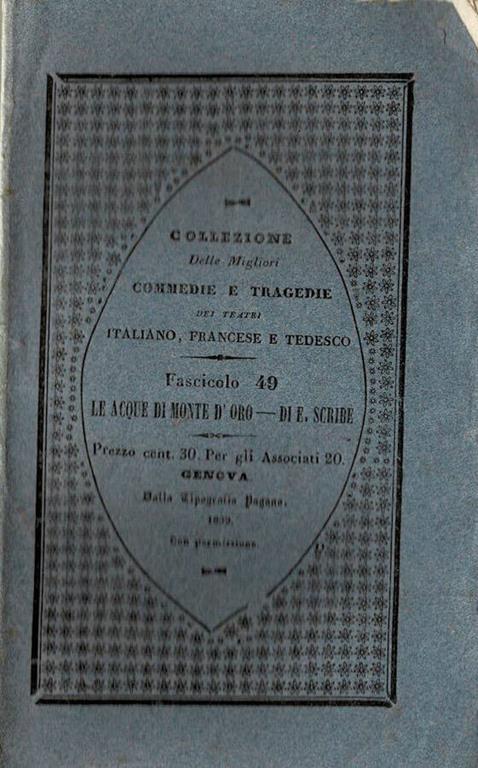 COLLEZIONE
Delle Migliori
COMMEDIE E TRAGEDIE
DEI TEATRI
ITALIANO, FRANCESE E TEDESCO
Fascicolo 49
LE ACQUE DI MONTE D' ORO — DI E. SCRIBE
Prezzo cent. 30. Per gli Associati 20.
GENOVA
Dalla Tipografia Pagano.
Con permissione.